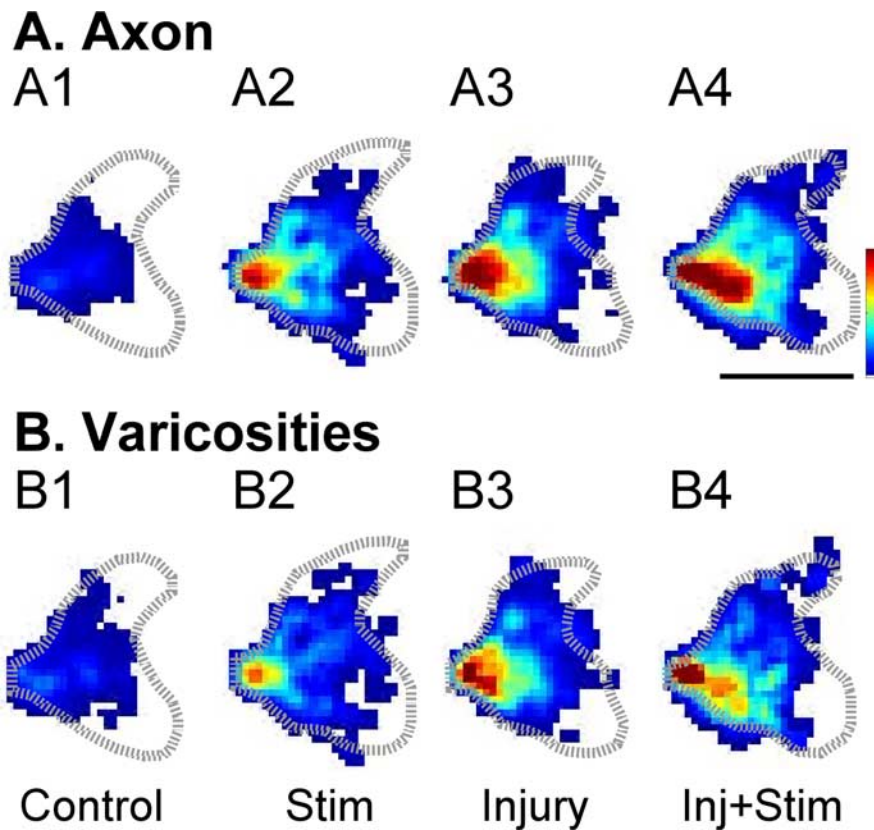 A. Axon
A1 A2 A3 A4
B. Varicosities
B1 B2 B3 B4
Control Stim Injury Inj+Stim